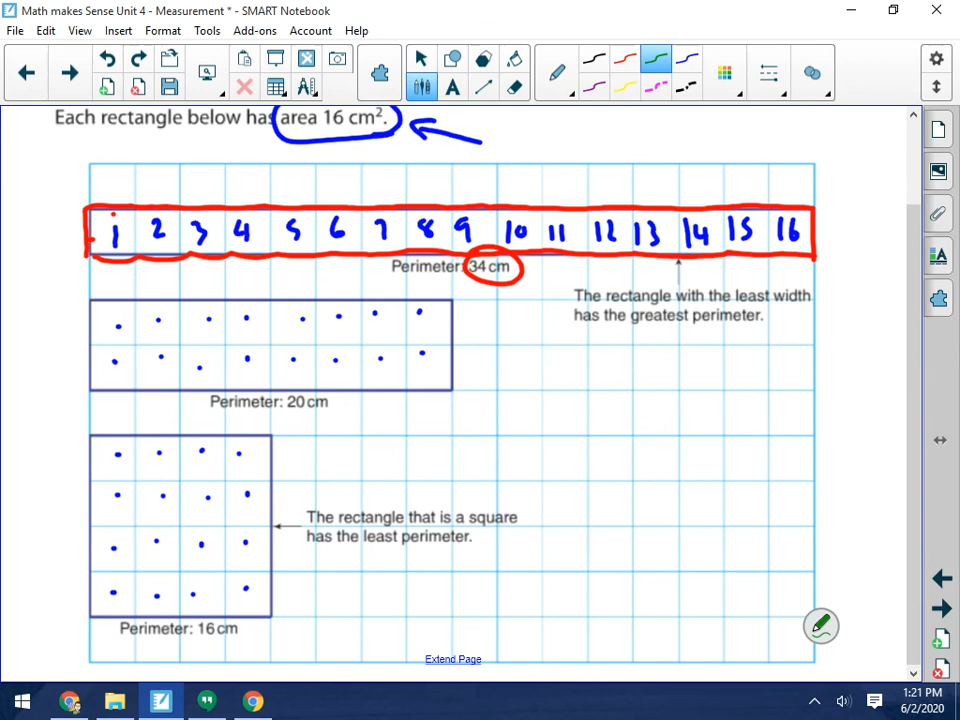 Math makes Sense Unit 4 - Measurement * - SMART Notebook
File Edit View Insert Format Tools Add-ons Account Help
Each rectangle below has area 16 cm².
1 2 3 4 5 6 7 8 9 10 11 12 13 14 15 16
Perimeter: 34 cm
The rectangle with the least width
has the greatest perimeter.
Perimeter: 20 cm
The rectangle that is a square
has the least perimeter.
Perimeter: 16 cm
Extend Page
1:21 PM
6/2/2020